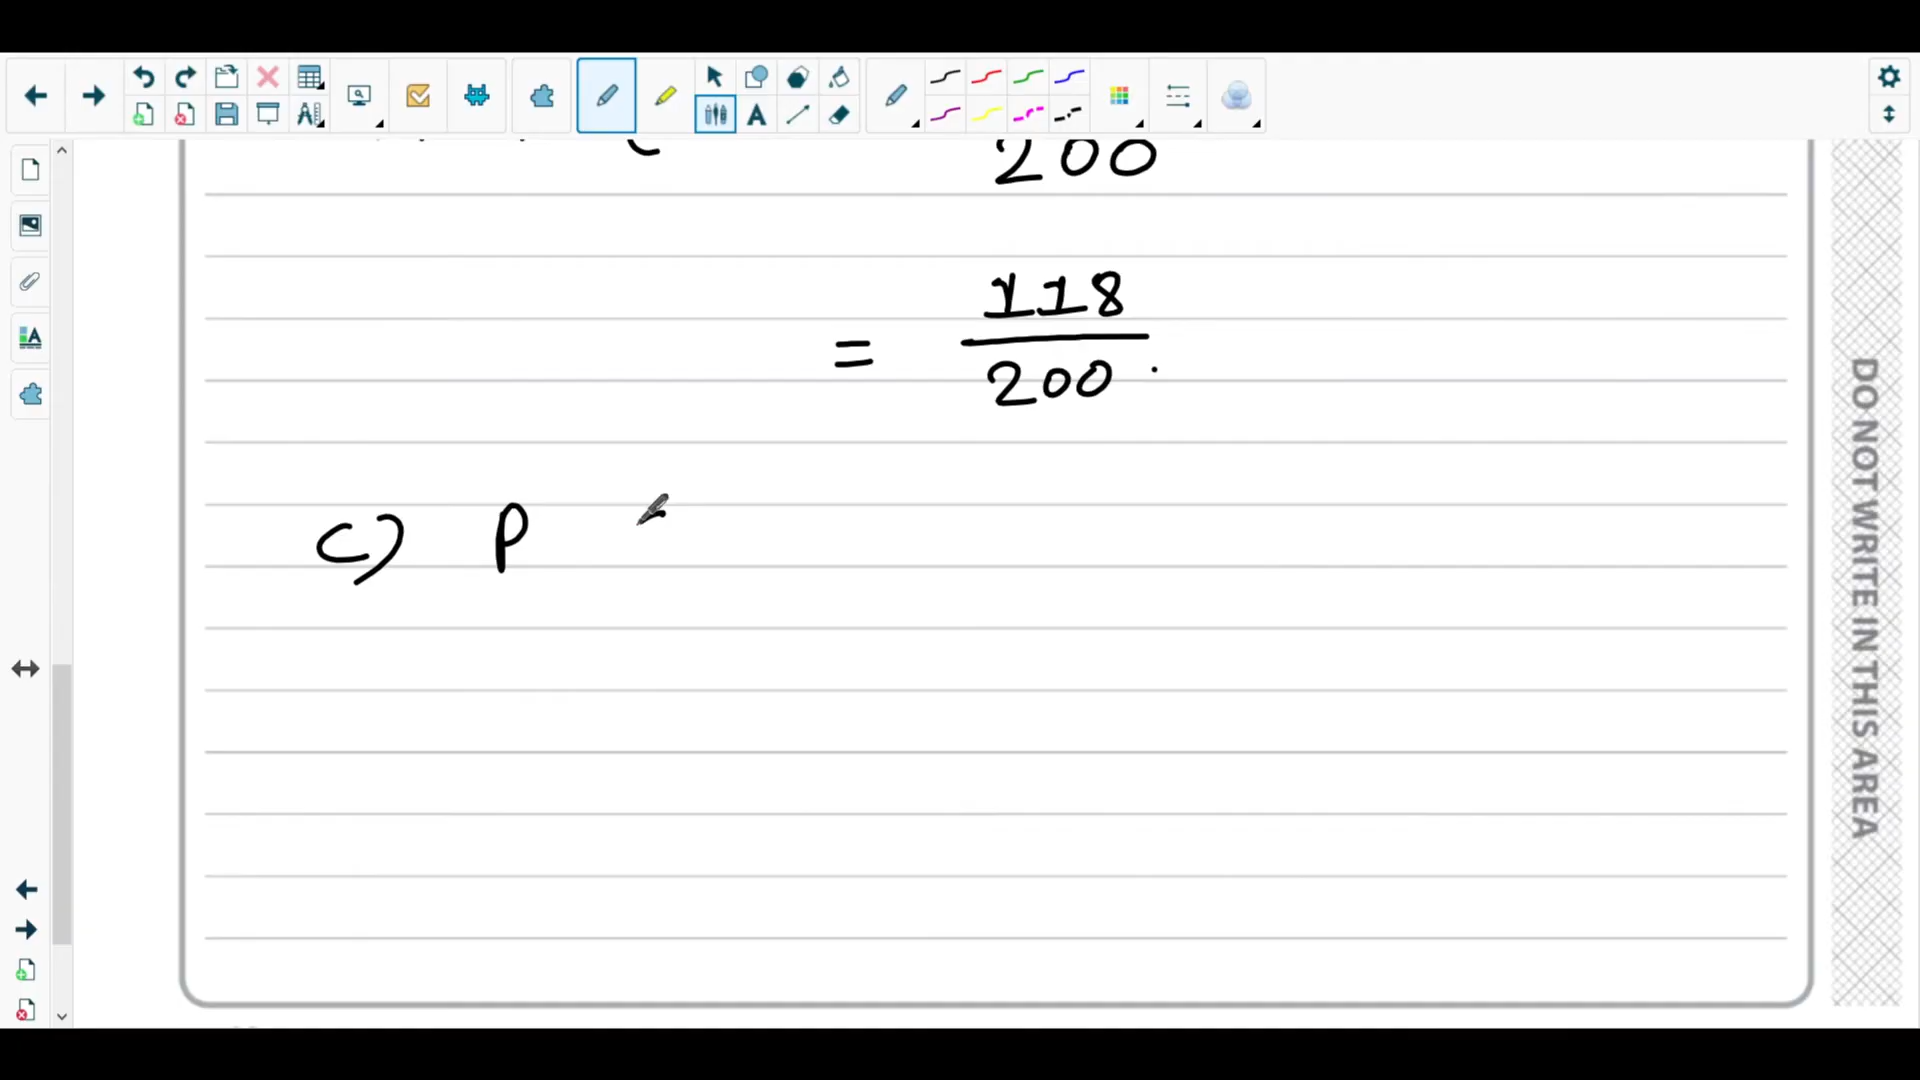 200
= 118
200 .
c) P
DO NOT WRITE IN THIS AREA